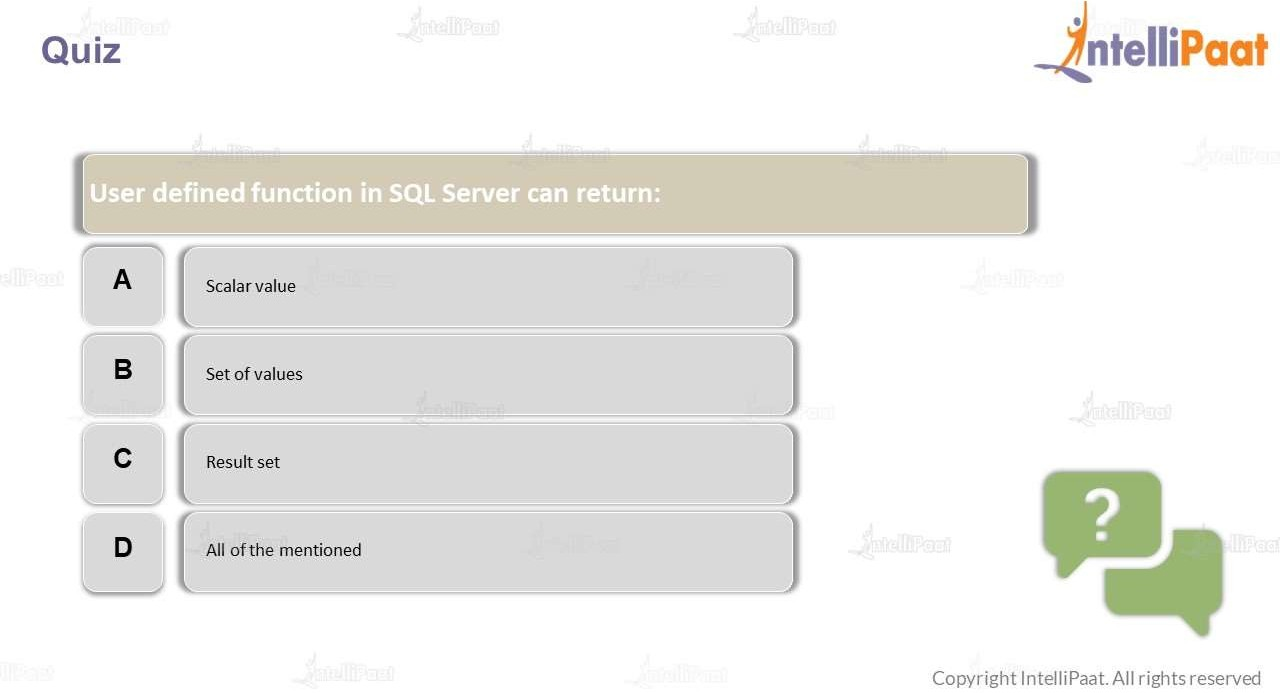 Quiz
IntelliPaat
User defined function in SQL Server can return:
A
Scalar value
B
Set of values
C
Result set
D
All of the mentioned
?
Copyright IntelliPaat. All rights reserved